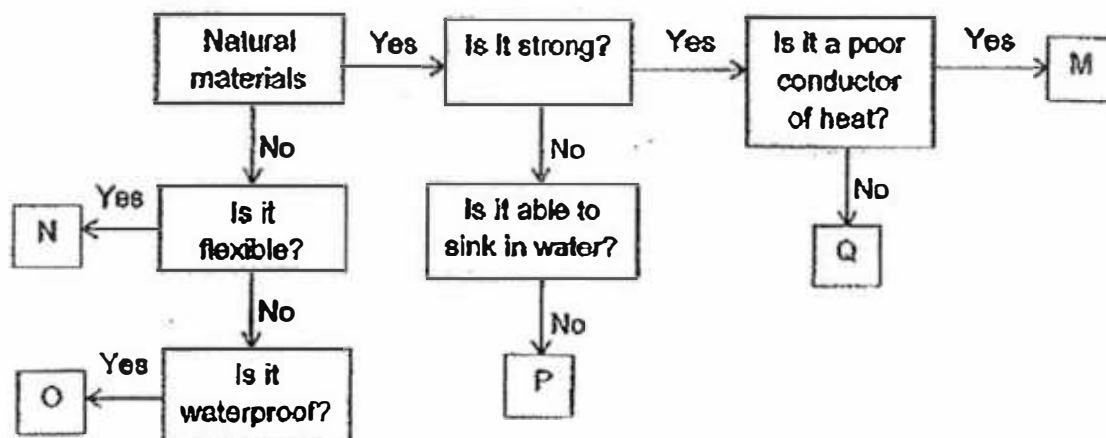 Natural
materials
Yes
Is it strong?
Yes
Is it a poor
conductor
of heat?
Yes
M
No
No
No
N
Yes
Is it
flexible?
Is it able to
sink in water?
Q
No
No
O
Yes
Is it
waterproof?
P